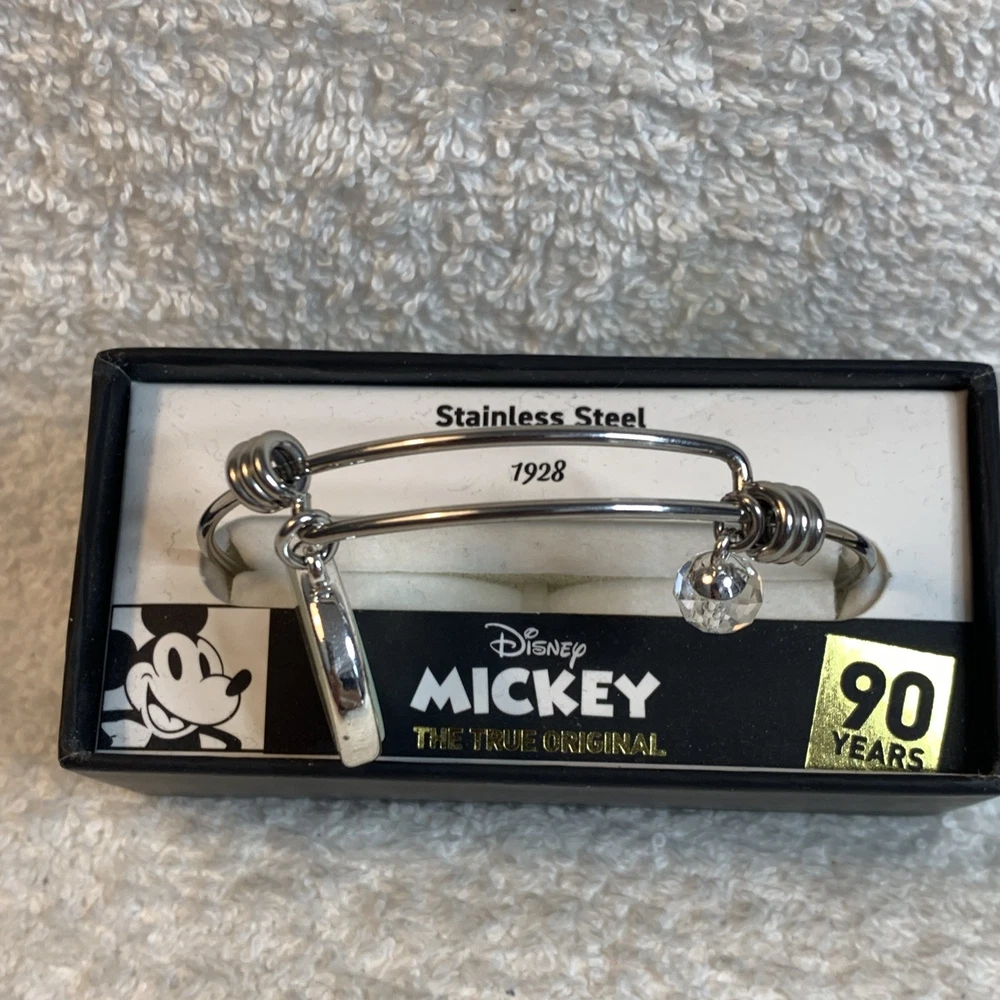 Stainless Steel
1928
Disney
MICKEY
THE TRUE ORIGINAL
90
YEARS